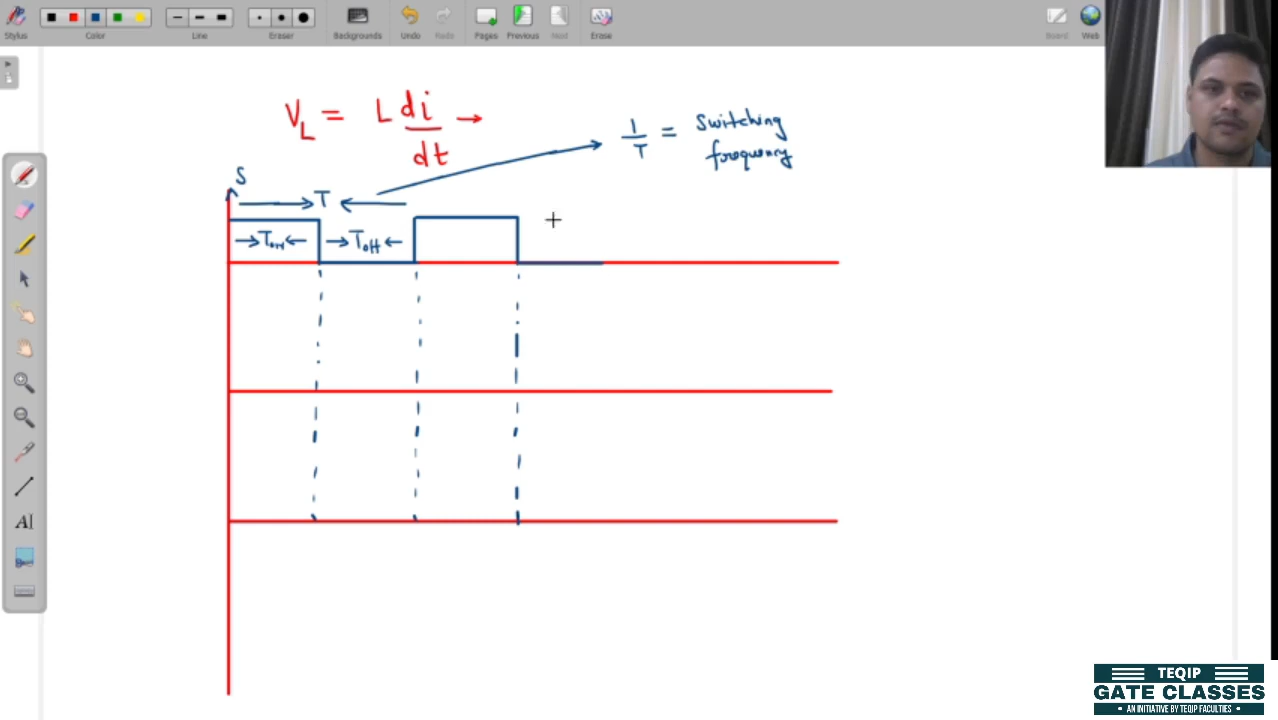 Stylus
Color
Line
Eraser
Backgrounds
Undo
Redo
Pages
Previous
Next
Erase
Board
Web
V_L = L di/dt →
1/T = Switching
frequency
S
→ T ←
→ T_ON ← → T_off ←
AI
TEQIP
GATE CLASSES
• AN INITIATIVE BY TEQIP FACULTIES •